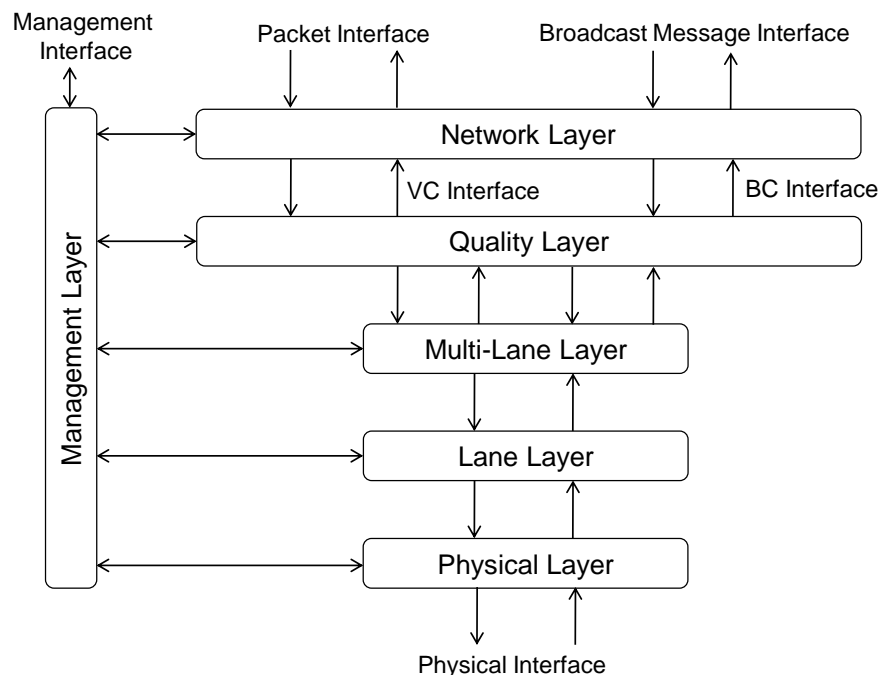 Management
Interface
Packet Interface
Broadcast Message Interface
Network Layer
VC Interface
BC Interface
Quality Layer
Management Layer
Multi-Lane Layer
Lane Layer
Physical Layer
Physical Interface